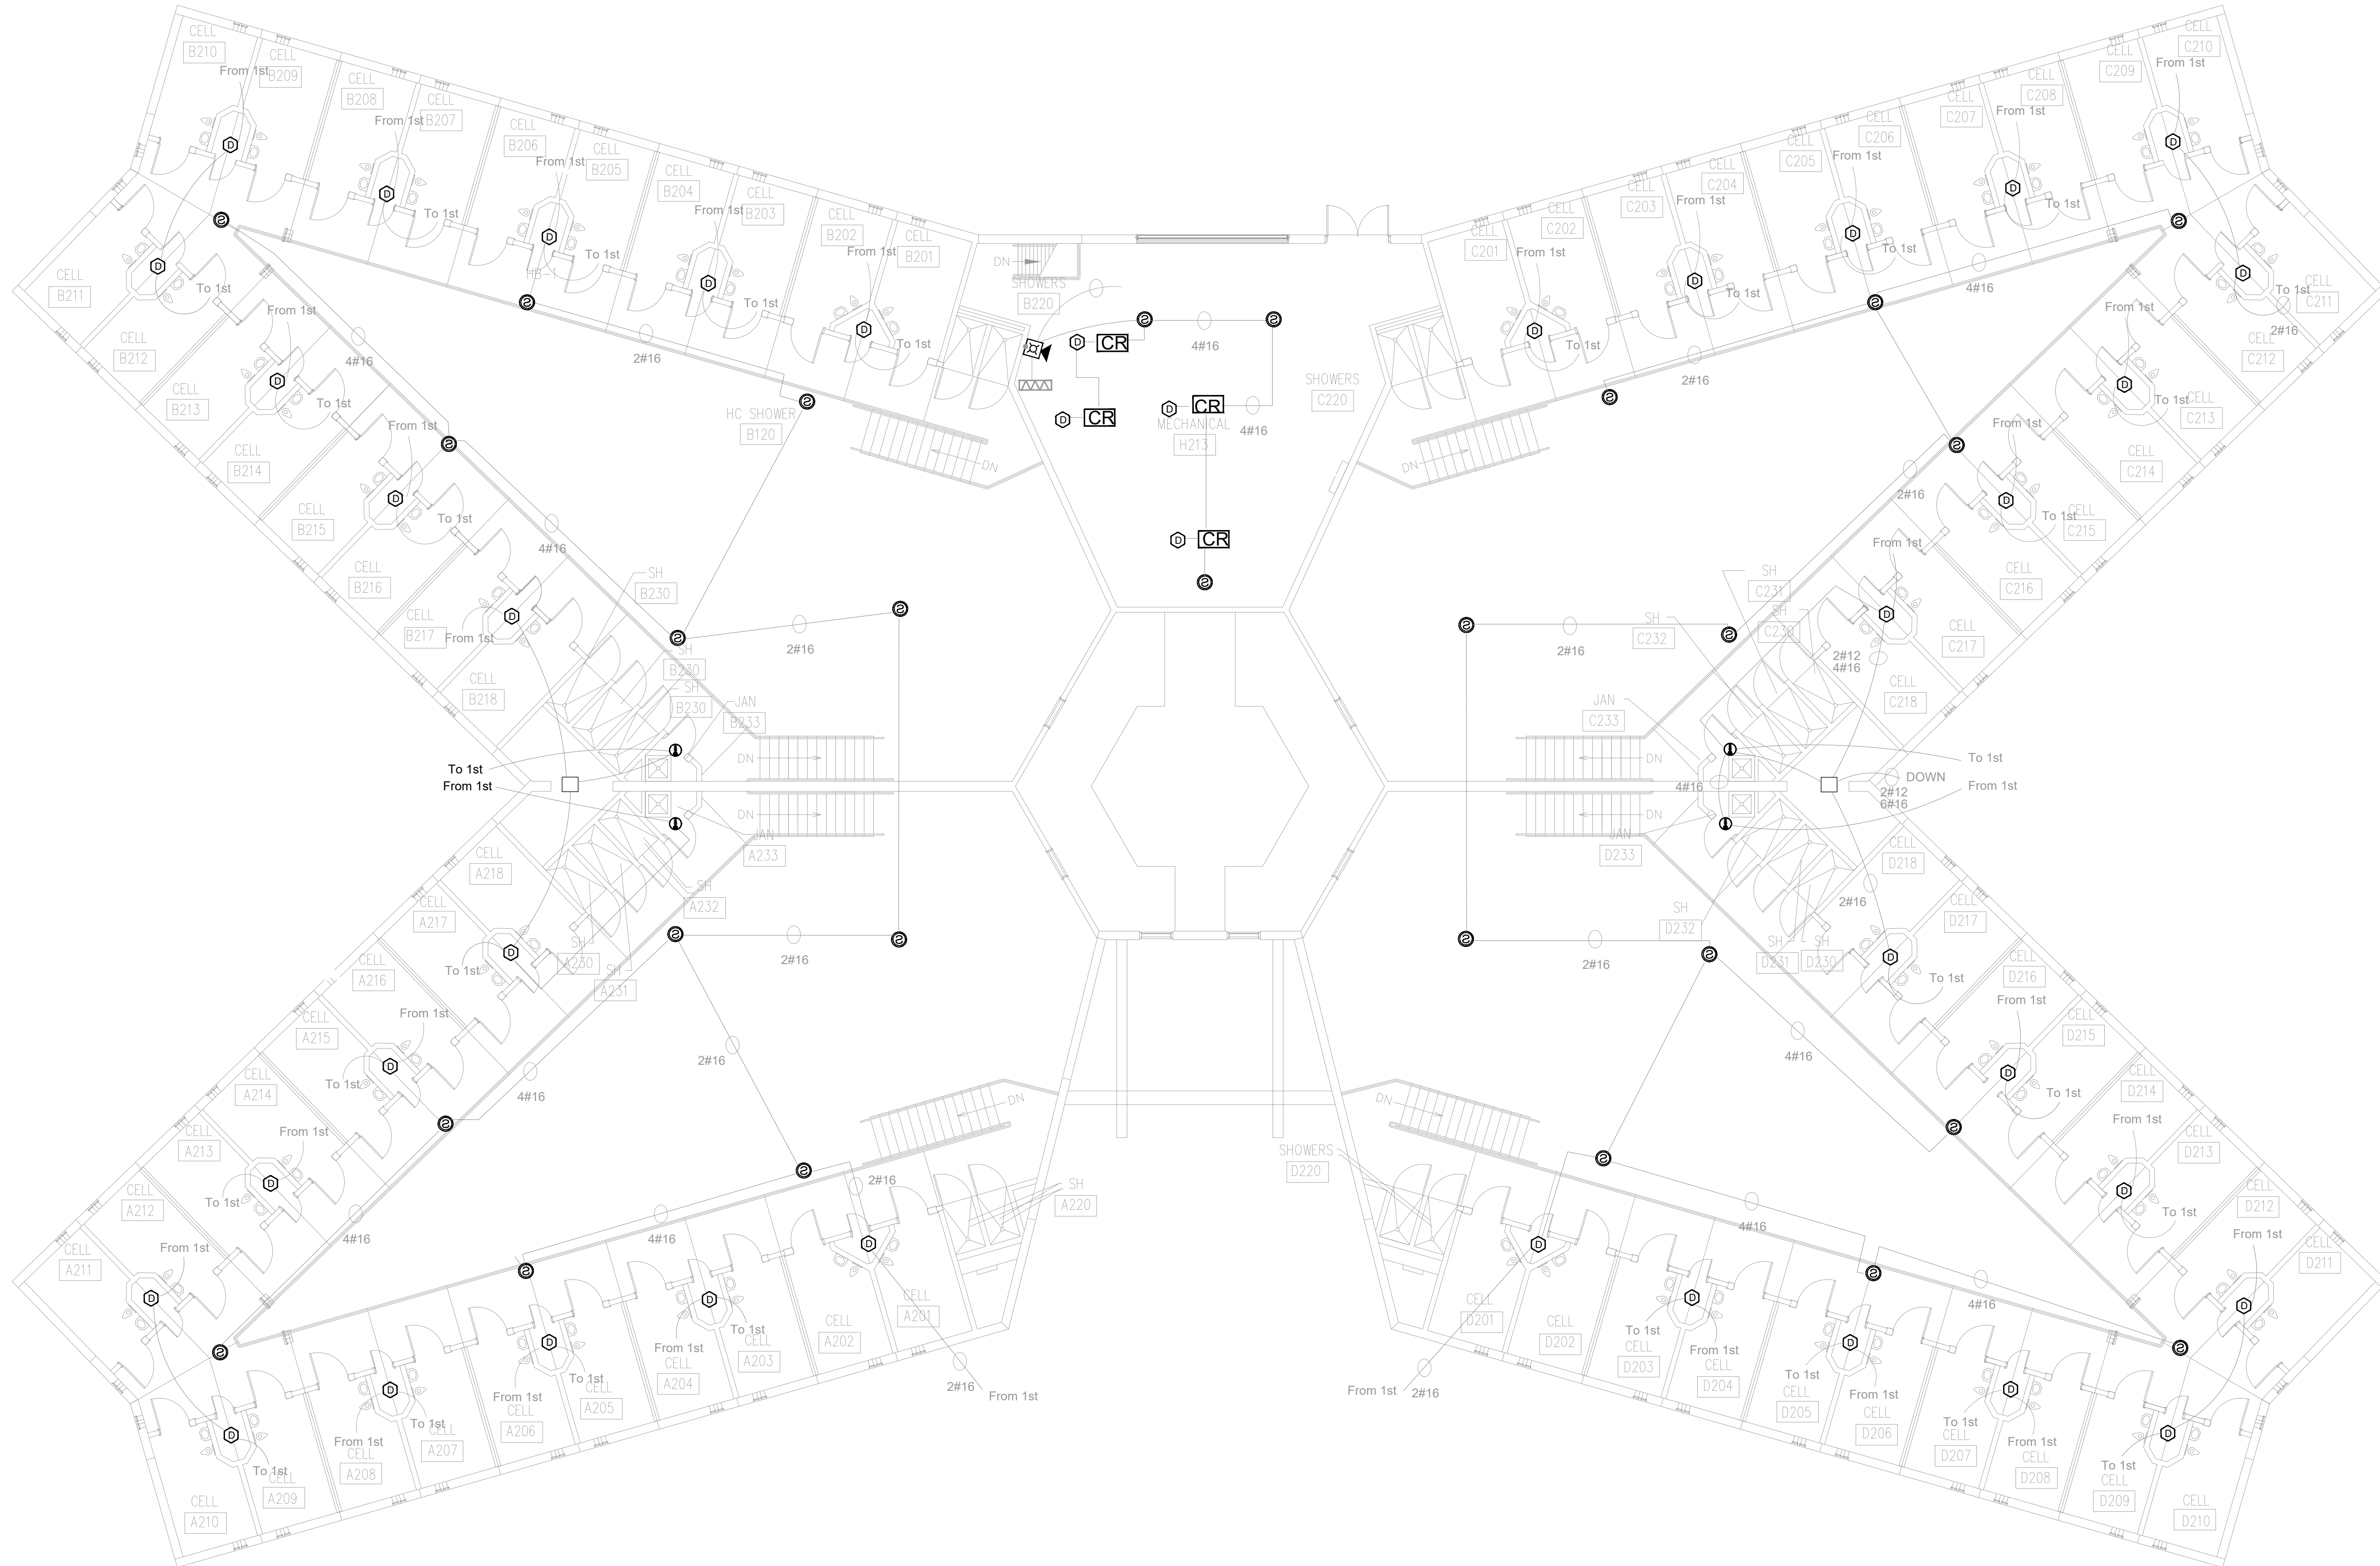 CELL
B210
From 1st
CELL
B209
CELL
B208
From 1st
CELL
B207
CELL
B206
From 1st
CELL
B205
CELL
B204
From 1st
CELL
B203
CELL
B202
From 1st
CELL
B201
D
D
D
D
D
To 1st
To 1st
To 1st
To 1st
HB-1
2#16
CELL
B211
D
To 1st
CELL
B212
From 1st
D
To 1st
CELL
B213
4#16
CELL
B214
From 1st
D
To 1st
CELL
B215
4#16
CELL
B216
D
From 1st
CELL
B217
CELL
B218
SH
B230
SH
B230
SH
B230
JAN
B233
2#16
HC SHOWER
B120
DN
DN
SHOWERS
B220
D
CR
D
CR
4#16
D
CR
4#16
MECHANICAL
H213
D
CR
S
DN
SHOWERS
C220
DN
CELL
C201
From 1st
CELL
C202
CELL
C203
From 1st
CELL
C204
CELL
C205
From 1st
CELL
C206
CELL
C207
From 1st
CELL
C208
CELL
C209
From 1st
CELL
C210
D
D
D
D
D
To 1st
To 1st
To 1st
To 1st
2#16
4#16
D
To 1st
2#16
CELL
C211
From 1st
D
CELL
C212
CELL
C213
From 1st
D
CELL
C214
2#16
To 1st
CELL
C215
From 1st
D
CELL
C216
CELL
C217
2#12
4#16
CELL
C218
SH
C231
SH
C230
SH
C232
2#16
JAN
C233
DN
DN
4#16
To 1st
DOWN
2#12
6#16
From 1st
To 1st
From 1st
DN
JAN
A233
CELL
A218
SH
A232
SH
A230
SH
A231
2#16
CELL
A217
D
To 1st
CELL
A216
CELL
A215
From 1st
D
To 1st
CELL
A214
4#16
2#16
CELL
A213
From 1st
D
To 1st
CELL
A212
4#16
CELL
A211
From 1st
D
DN
4#16
2#16
SH
A220
D
CELL
A201
2#16
From 1st
CELL
A202
D
From 1st
To 1st
CELL
A203
CELL
A204
D
From 1st
To 1st
CELL
A205
CELL
A206
D
From 1st
To 1st
CELL
A207
CELL
A208
D
To 1st
CELL
A209
CELL
A210
JAN
D233
CELL
D218
SH
D232
SH
D231
SH
D230
2#16
2#16
CELL
D217
D
To 1st
CELL
D216
4#16
From 1st
D
To 1st
CELL
D215
CELL
D214
From 1st
D
To 1st
CELL
D213
CELL
D212
From 1st
D
CELL
D211
DN
SHOWERS
D220
4#16
4#16
D
CELL
D201
From 1st
2#16
CELL
D202
D
To 1st
From 1st
CELL
D203
CELL
D204
D
To 1st
From 1st
CELL
D205
CELL
D206
D
To 1st
From 1st
CELL
D207
CELL
D208
D
To 1st
CELL
D209
CELL
D210